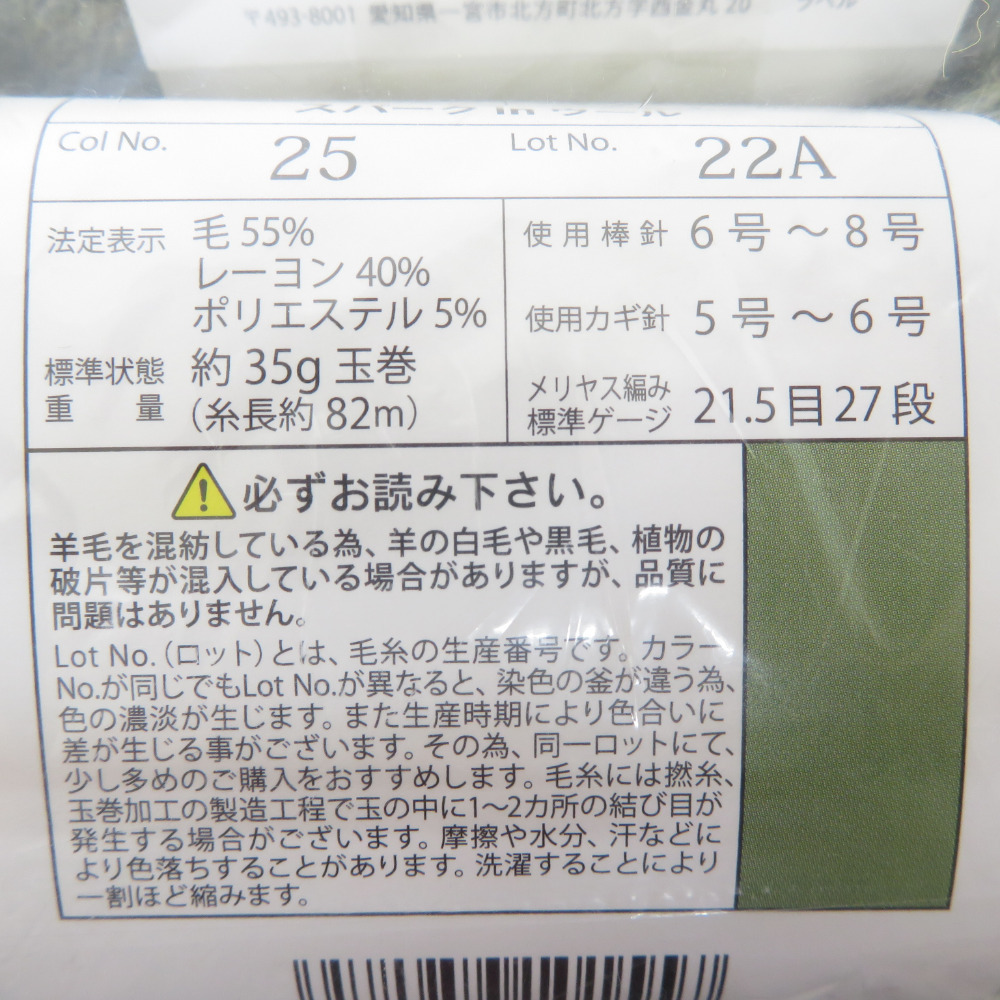 〒493-8001 愛知県一宮市北方町北方字西金丸20 ラベル
スパーク in ウール
Col No. 25 Lot No. 22A
法定表示 毛 55%
レーヨン 40%
ポリエステル 5%
標準状態 約 35g 玉巻
重量 (糸長約 82m)
使用棒針 6 号 ～ 8 号
使用カギ針 5 号 ～ 6 号
メリヤス編み
標準ゲージ 21.5目27段
必ずお読み下さい。
羊毛を混紡している為、羊の白毛や黒毛、植物の
破片等が混入している場合がありますが、品質に
問題はありません。
Lot No.(ロット)とは、毛糸の生産番号です。カラー
No.が同じでもLot No.が異なると、染色の釜が違う為、
色の濃淡が生じます。また生産時期により色合いに
差が生じる事がございます。その為、同一ロットにて、
少し多めのご購入をおすすめします。毛糸には撚糸、
玉巻加工の製造工程で玉の中に1～2カ所の結び目が
発生する場合がございます。摩擦や水分、汗などに
より色落ちすることがあります。洗濯することにより
一割ほど縮みます。